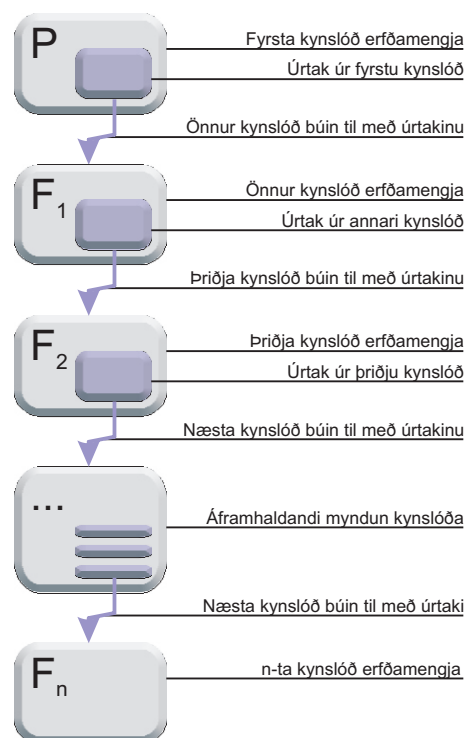 P
Fyrsta kynslóð erfðamengja
Úrtak úr fyrstu kynslóð
Önnur kynslóð búin til með úrtakinu
F1
Önnur kynslóð erfðamengja
Úrtak úr annari kynslóð
Þriðja kynslóð búin til með úrtakinu
F2
Þriðja kynslóð erfðamengja
Úrtak úr þriðju kynslóð
Næsta kynslóð búin til með úrtakinu
...
Áframhaldandi myndun kynslóða
Næsta kynslóð búin til með úrtaki
Fn
n-ta kynslóð erfðamengja